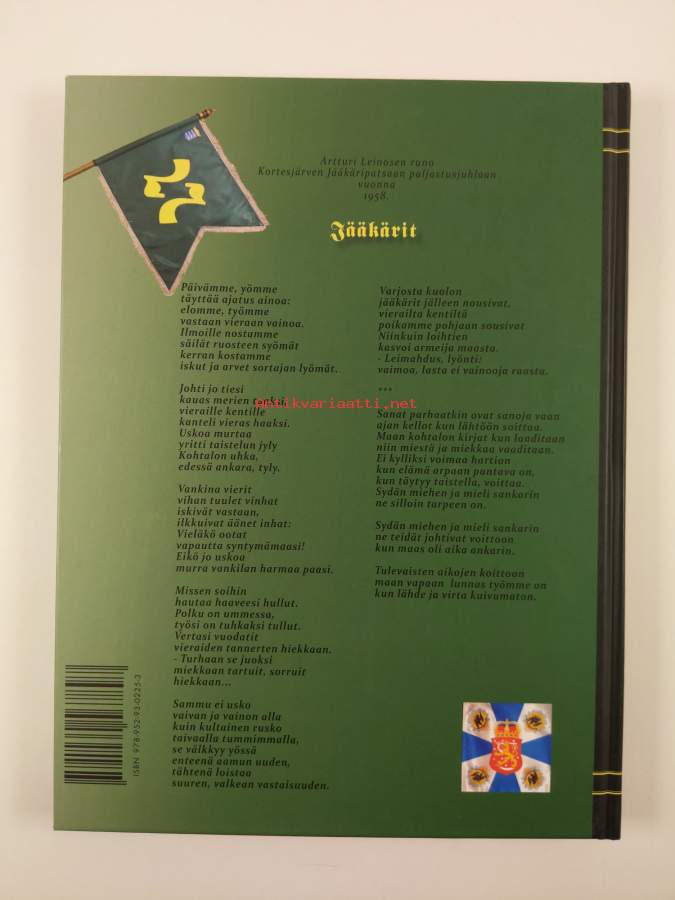 27
Artturi Leinosen runo
Kortesjärven Jääkäripatsaan paljastusjuhlaan
vuonna
1958.
Jääkärit
Päivämme, yömme
täyttää ajatus ainoa:
elomme, työmme
vastaan vieraan vainoa.
Ilmoille nostamme
säilät ruosteen syömät
kerran kostamme
iskut ja arvet sortajan lyömät.
Johti jo tiesi
kauas merien taaksi,
vieraille kentille
kanteli vieras haaksi.
Uskoa murtaa
yritti taistelun jyly
Kohtalon uhka,
edessä ankara, tyly.
Vankina vierit
vihan tuulet vinhat
iskivät vastaan,
ilkkuivat äänet inhat:
Vieläkö ootat
vapautta syntymämaasi!
Eikö jo uskoa
murra vankilan harmaa paasi.
Missen soihin
hautaa haaveesi hullut.
Polku on ummessa,
työsi on tuhkaksi tullut.
Vertasi vuodatit
vieraiden tannerten hiekkaan.
- Turhaan se juoksi
miekkaan tartuit, sorruit
hiekkaan...
Sammu ei usko
vaivan ja vainon alla
kuin kultainen rusko
taivaalla tummimmalla,
se välkkyy yössä
enteenä aamun uuden,
tähtenä loistaa
suuren, valkean vastaisuuden.
Varjosta kuolon
jääkärit jälleen nousivat,
vierailta kentiltä
poikamme pohjaan sousivat
Niinkuin loihtien
kasvoi armeija maasta.
- Leimahdus, lyönti:
vaimoa, lasta ei vainooja raasta.
***
Sanat parhaatkin ovat sanoja vaan
ajan kellot kun lähtöön soittaa.
Maan kohtalon kirjat kun laaditaan
niin miestä ja miekkaa vaaditaan.
Ei kylliksi voimaa hartian
kun elämä arpaan pantava on,
kun täytyy taistella, voittaa.
Sydän miehen ja mieli sankarin
ne silloin tarpeen on.
Sydän miehen ja mieli sankarin
ne teidät johtivat voittoon
kun maas oli aika ankarin.
Tulevaisten aikojen koittoon
maan vapaan lunnas työmme on
kun lähde ja virta kuivumaton.
antikvariaatti.net
ISBN 978-952-93-0225-3